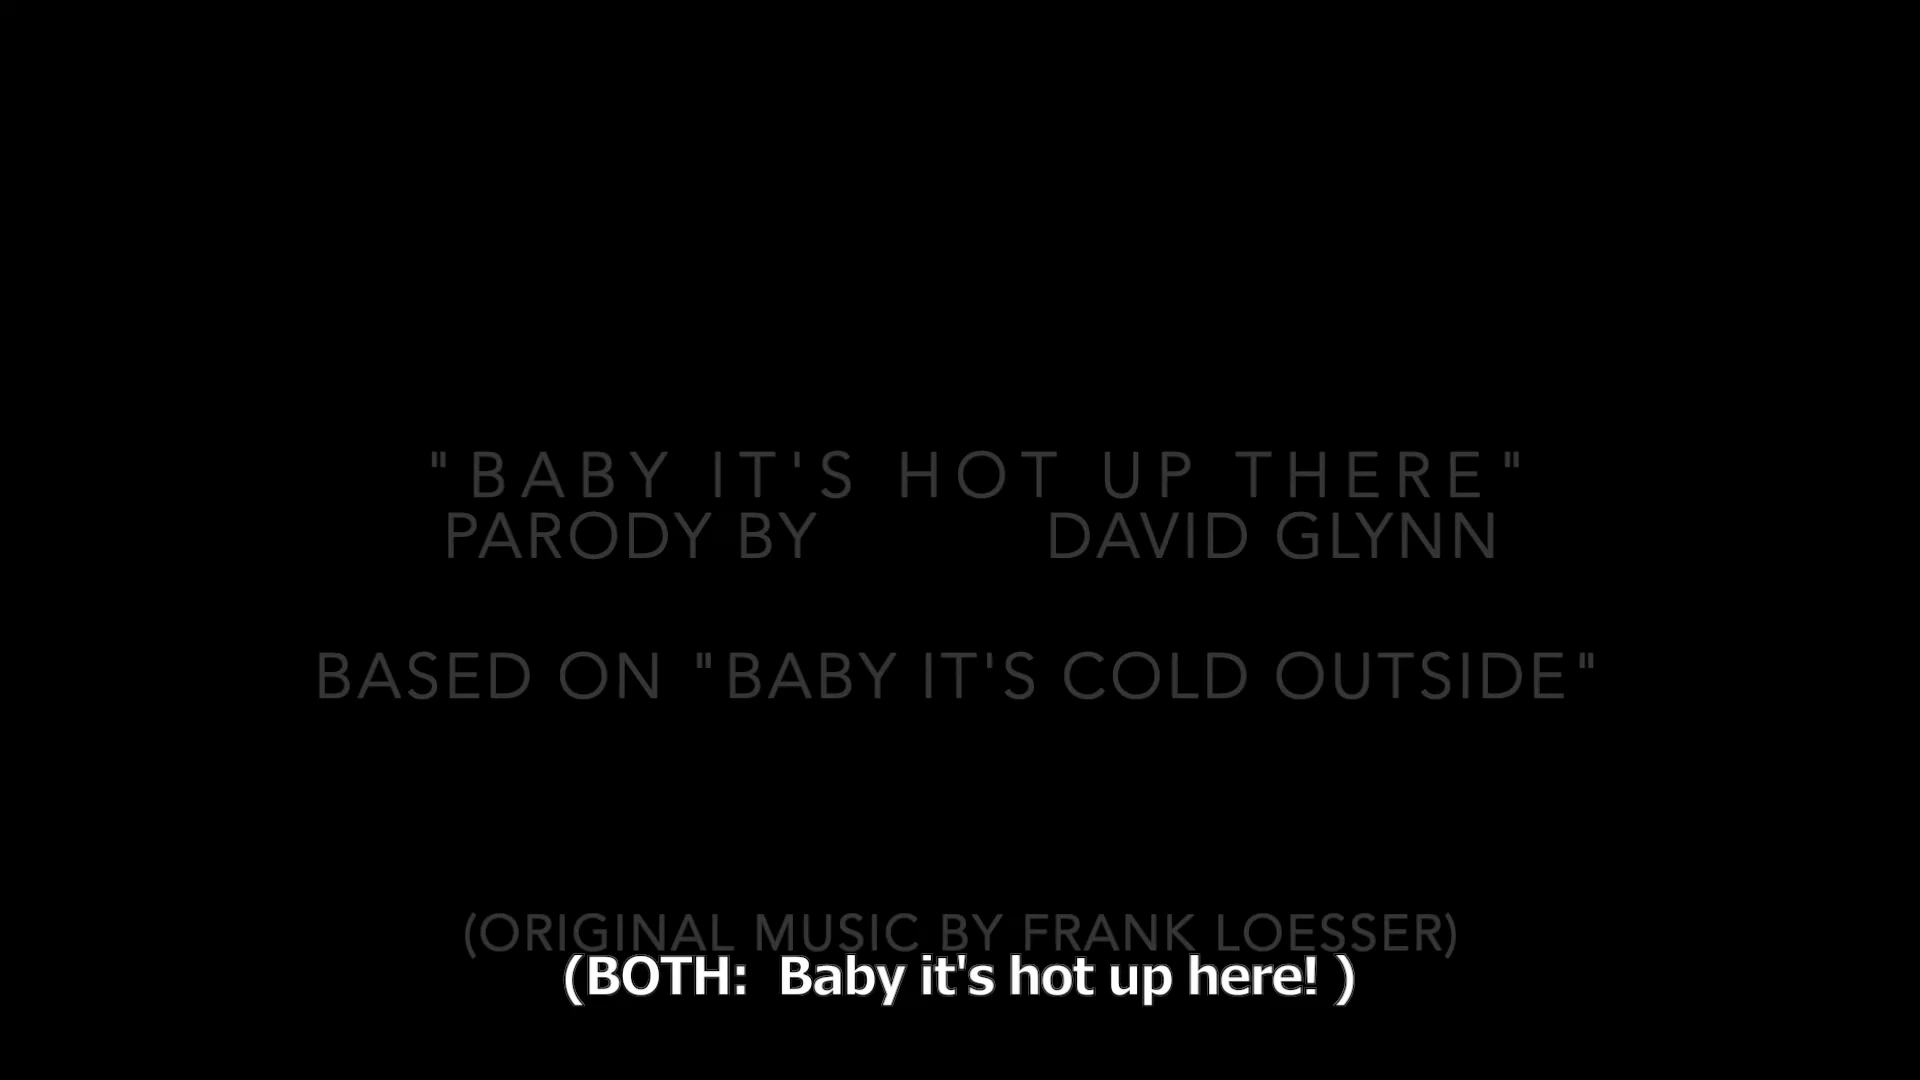 "BABY IT'S HOT UP THERE"
PARODY BY DAVID GLYNN
BASED ON "BABY IT'S COLD OUTSIDE"
(ORIGINAL MUSIC BY FRANK LOESSER)
(BOTH: Baby it's hot up here! )